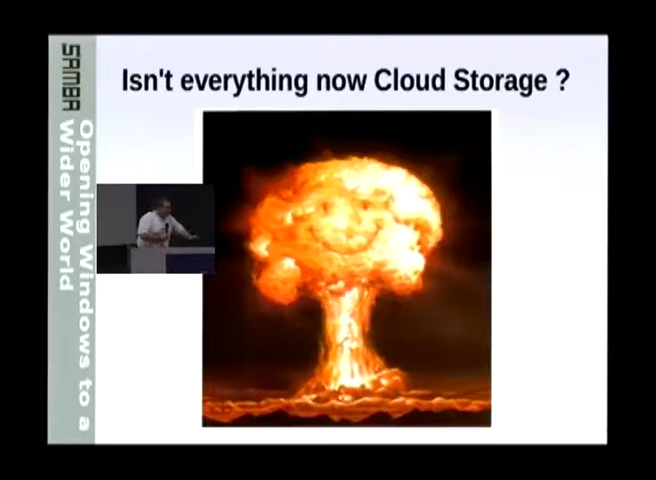 Isn't everything now Cloud Storage ?
SAMBA
Opening Windows to a
Wider World